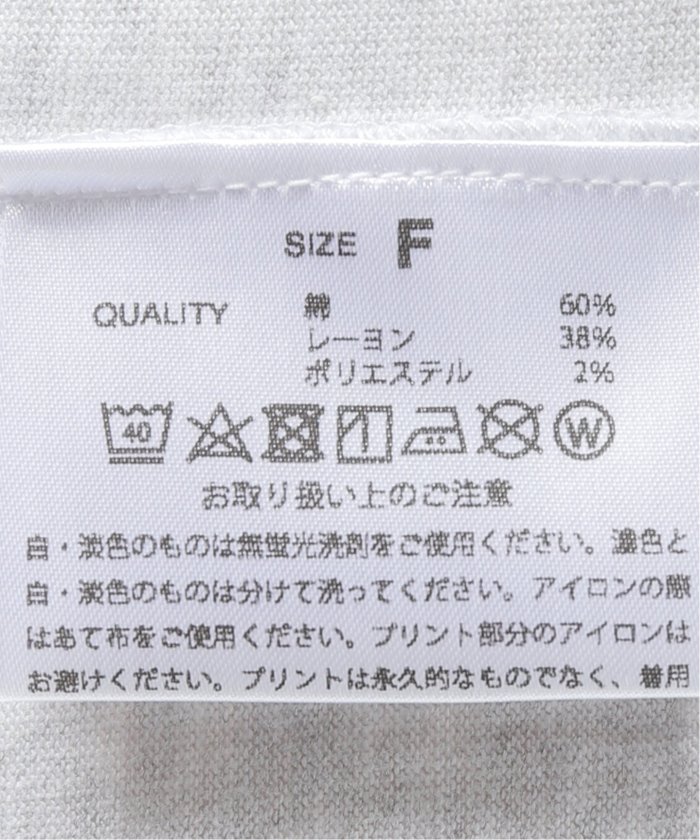 SIZE F
QUALITY 綿 60%
レーヨン 38%
ポリエステル 2%
40 W
お取り扱い上のご注意
白・淡色のものは無蛍光洗剤をご使用ください。濃色と
白・淡色のものは分けて洗ってください。アイロンの際
はあて布をご使用ください。プリント部分のアイロンは
お避けください。プリントは永久的なものでなく、着用